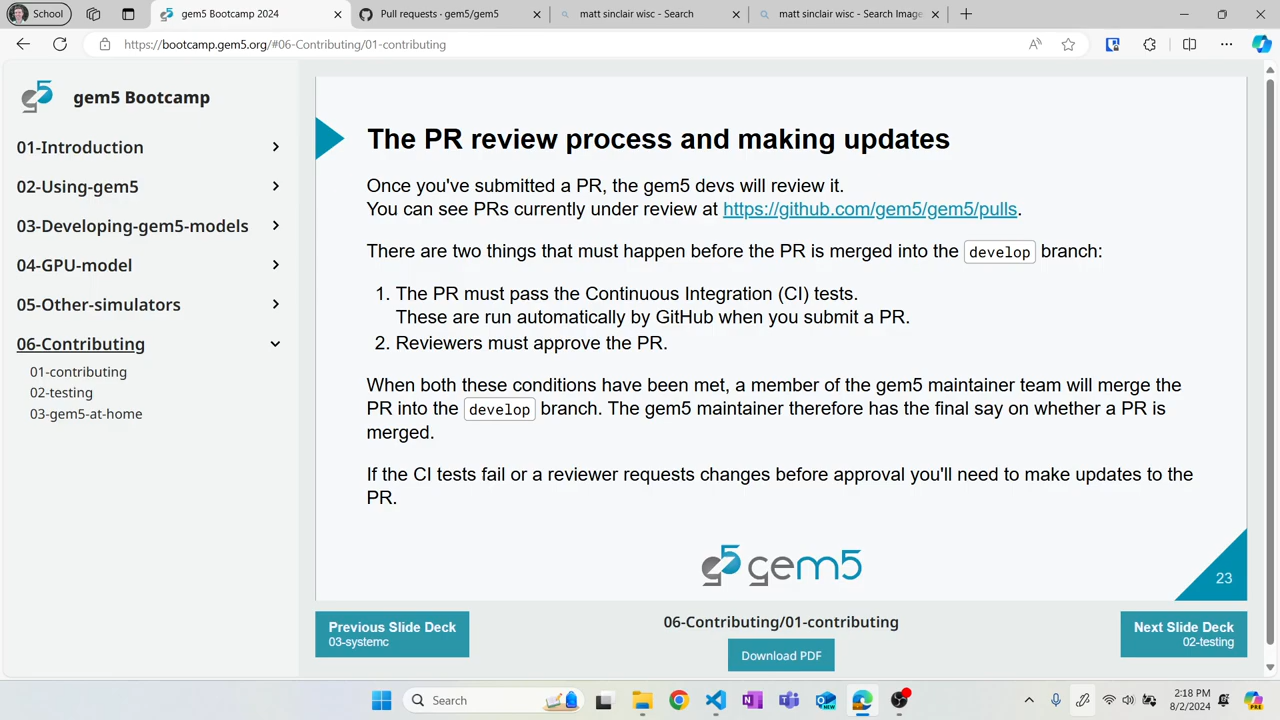 School
gem5 Bootcamp 2024
Pull requests · gem5/gem5
matt sinclair wisc - Search
matt sinclair wisc - Search Image
https://bootcamp.gem5.org/#06-Contributing/01-contributing
gem5 Bootcamp
01-Introduction
02-Using-gem5
03-Developing-gem5-models
04-GPU-model
05-Other-simulators
06-Contributing
01-contributing
02-testing
03-gem5-at-home
The PR review process and making updates
Once you've submitted a PR, the gem5 devs will review it.
You can see PRs currently under review at https://github.com/gem5/gem5/pulls.
There are two things that must happen before the PR is merged into the develop branch:
1. The PR must pass the Continuous Integration (CI) tests.
These are run automatically by GitHub when you submit a PR.
2. Reviewers must approve the PR.
When both these conditions have been met, a member of the gem5 maintainer team will merge the
PR into the develop branch. The gem5 maintainer therefore has the final say on whether a PR is
merged.
If the CI tests fail or a reviewer requests changes before approval you'll need to make updates to the
PR.
gem5
23
Previous Slide Deck
03-systemc
06-Contributing/01-contributing
Download PDF
Next Slide Deck
02-testing
Search
2:18 PM
8/2/2024